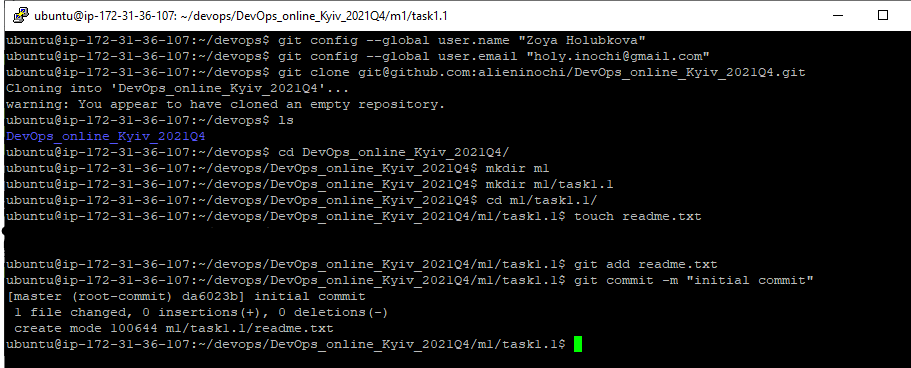 ubuntu@ip-172-31-36-107: ~/devops/DevOps_online_Kyiv_2021Q4/m1/task1.1
ubuntu@ip-172-31-36-107:~/devops$ git config --global user.name "Zoya Holubkova"
ubuntu@ip-172-31-36-107:~/devops$ git config --global user.email "holy.inochi@gmail.com"
ubuntu@ip-172-31-36-107:~/devops$ git clone git@github.com:alieninochi/DevOps_online_Kyiv_2021Q4.git
Cloning into 'DevOps_online_Kyiv_2021Q4'...
warning: You appear to have cloned an empty repository.
ubuntu@ip-172-31-36-107:~/devops$ ls
DevOps_online_Kyiv_2021Q4
ubuntu@ip-172-31-36-107:~/devops$ cd DevOps_online_Kyiv_2021Q4/
ubuntu@ip-172-31-36-107:~/devops/DevOps_online_Kyiv_2021Q4$ mkdir m1
ubuntu@ip-172-31-36-107:~/devops/DevOps_online_Kyiv_2021Q4$ mkdir m1/task1.1
ubuntu@ip-172-31-36-107:~/devops/DevOps_online_Kyiv_2021Q4$ cd m1/task1.1/
ubuntu@ip-172-31-36-107:~/devops/DevOps_online_Kyiv_2021Q4/m1/task1.1$ touch readme.txt
ubuntu@ip-172-31-36-107:~/devops/DevOps_online_Kyiv_2021Q4/m1/task1.1$ git add readme.txt
ubuntu@ip-172-31-36-107:~/devops/DevOps_online_Kyiv_2021Q4/m1/task1.1$ git commit -m "initial commit"
[master (root-commit) da6023b] initial commit
 1 file changed, 0 insertions(+), 0 deletions(-)
 create mode 100644 m1/task1.1/readme.txt
ubuntu@ip-172-31-36-107:~/devops/DevOps_online_Kyiv_2021Q4/m1/task1.1$